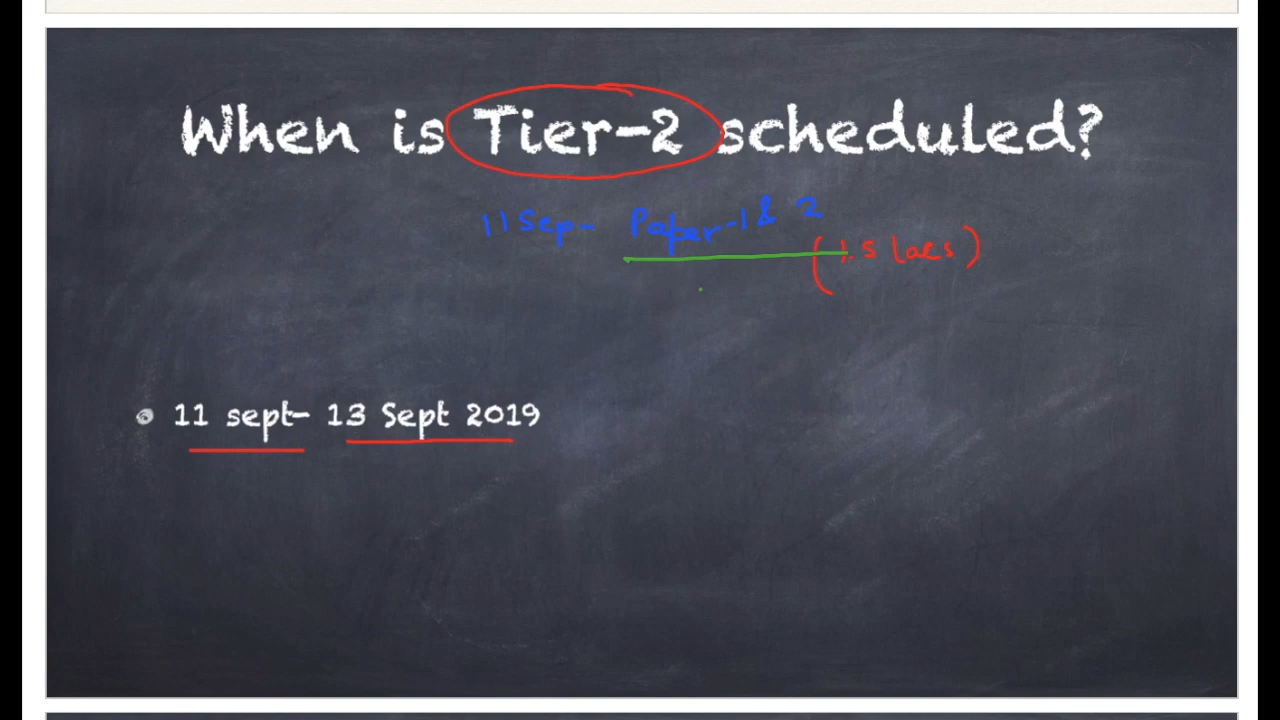 When is Tier-2 scheduled?
11 Sep- Paper-1 & 2
(1.5 lacs)
11 sept- 13 Sept 2019